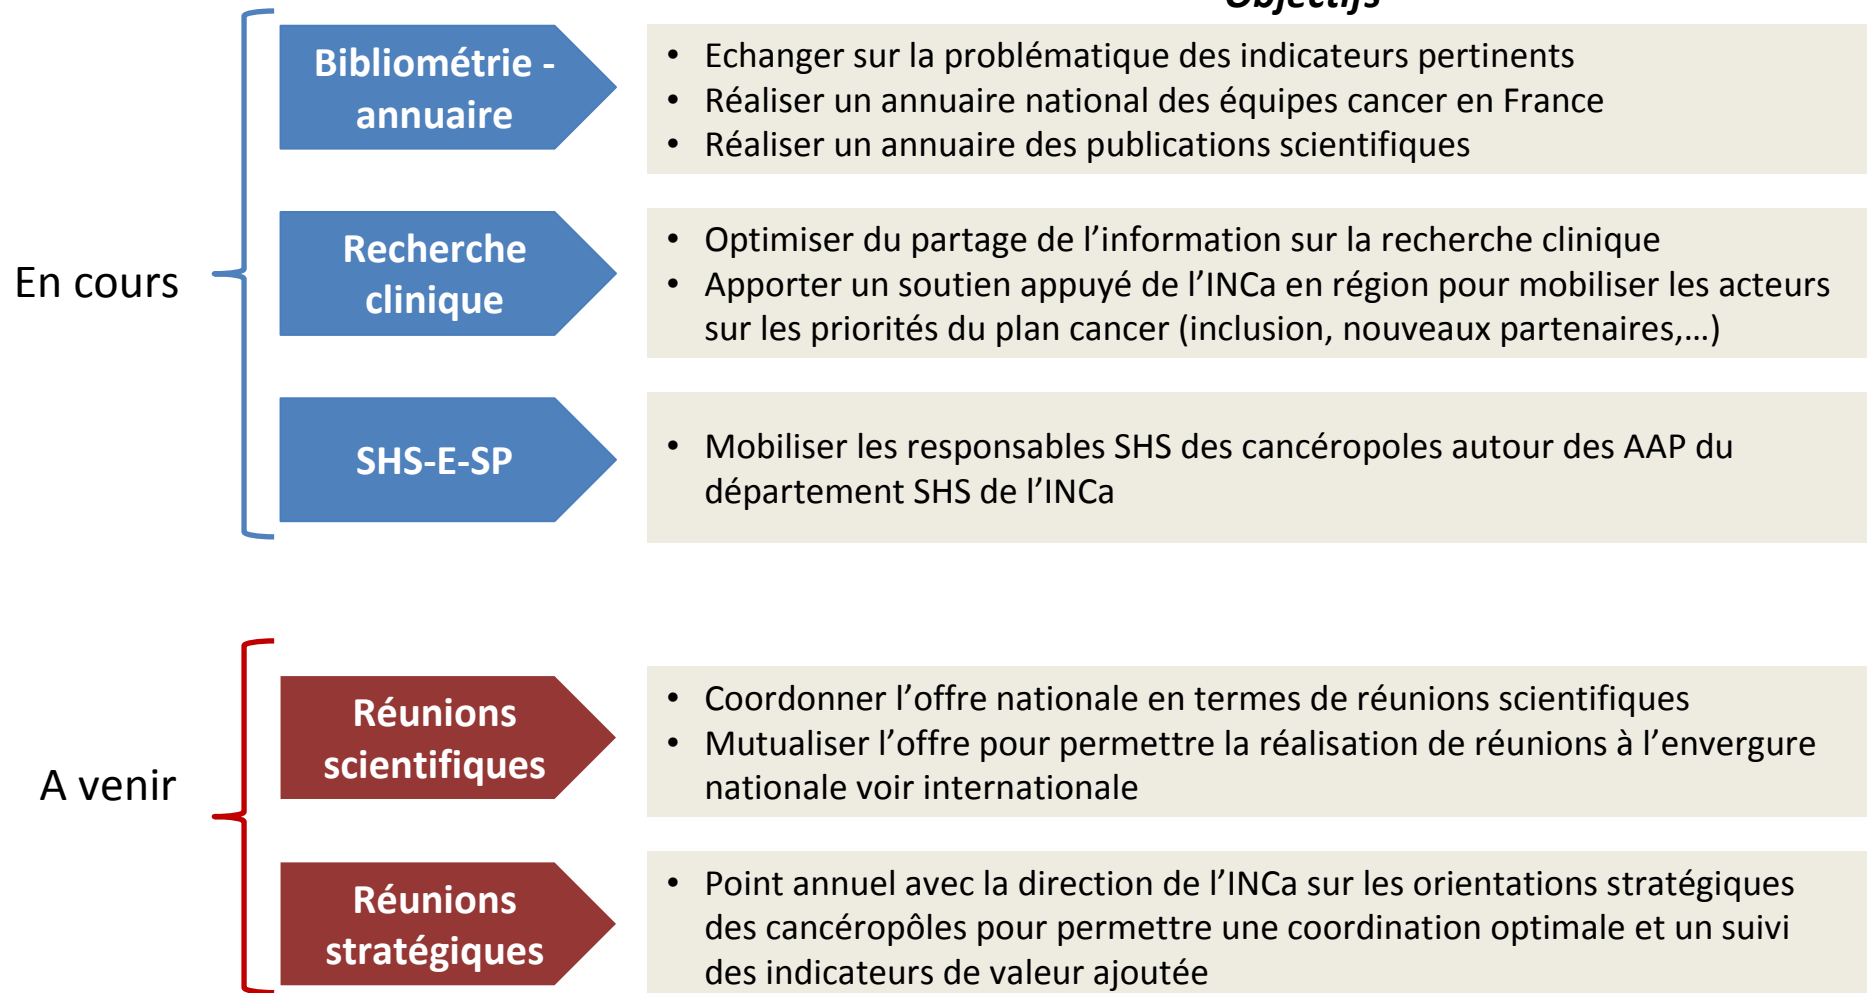 Objectifs
En cours
Bibliométrie -
annuaire
• Echanger sur la problématique des indicateurs pertinents
• Réaliser un annuaire national des équipes cancer en France
• Réaliser un annuaire des publications scientifiques
Recherche
clinique
• Optimiser du partage de l’information sur la recherche clinique
• Apporter un soutien appuyé de l’INCa en région pour mobiliser les acteurs
sur les priorités du plan cancer (inclusion, nouveaux partenaires,…)
SHS-E-SP
• Mobiliser les responsables SHS des cancéropoles autour des AAP du
département SHS de l’INCa
A venir
Réunions
scientifiques
• Coordonner l’offre nationale en termes de réunions scientifiques
• Mutualiser l’offre pour permettre la réalisation de réunions à l’envergure
nationale voir internationale
Réunions
stratégiques
• Point annuel avec la direction de l’INCa sur les orientations stratégiques
des cancéropôles pour permettre une coordination optimale et un suivi
des indicateurs de valeur ajoutée